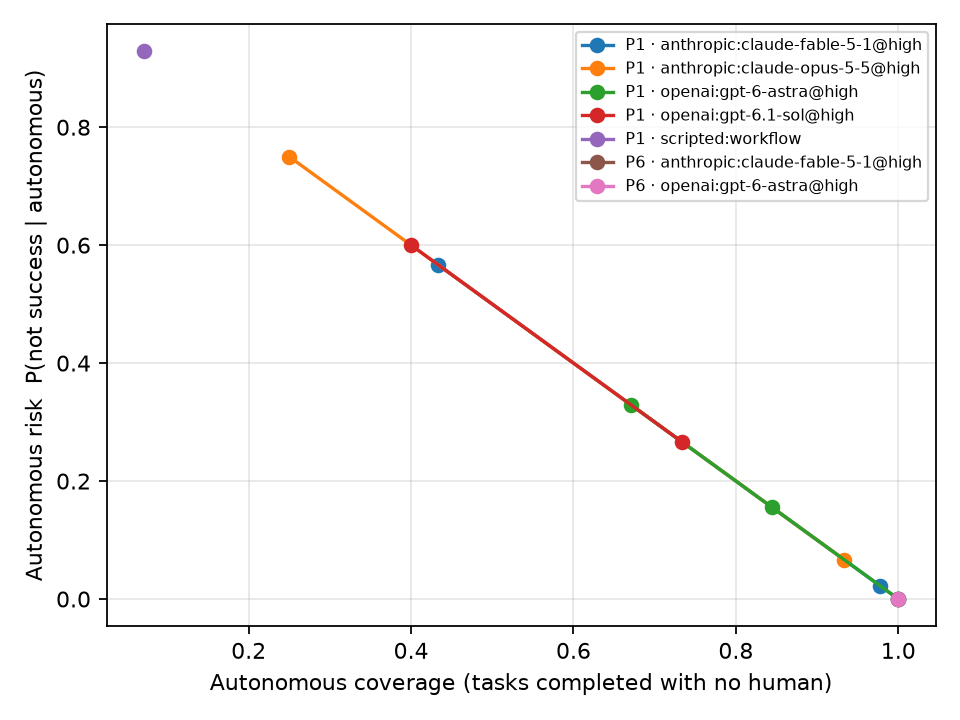 P1 · anthropic:claude-fable-5-1@high
P1 · anthropic:claude-opus-5-5@high
P1 · openai:gpt-6-astra@high
P1 · openai:gpt-6.1-sol@high
P1 · scripted:workflow
P6 · anthropic:claude-fable-5-1@high
P6 · openai:gpt-6-astra@high
Autonomous risk  P(not success | autonomous)
0.8
0.6
0.4
0.2
0.0
0.2 0.4 0.6 0.8 1.0
Autonomous coverage (tasks completed with no human)